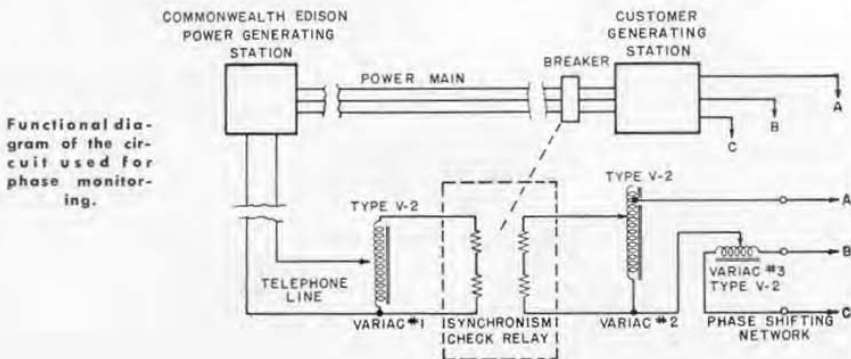 COMMONWEALTH EDISON
POWER GENERATING
STATION
CUSTOMER
GENERATING
STATION
BREAKER
POWER MAIN
A
B
C
Functional dia-
gram of the cir-
cuit used for
phase monitor-
ing.
TYPE V-2
TYPE V-2
A
B
VARIAC #3
TYPE V-2
TELEPHONE
LINE
C
VARIAC #1
SYNCHRONISM
CHECK RELAY
VARIAC #2
PHASE SHIFTING
NETWORK